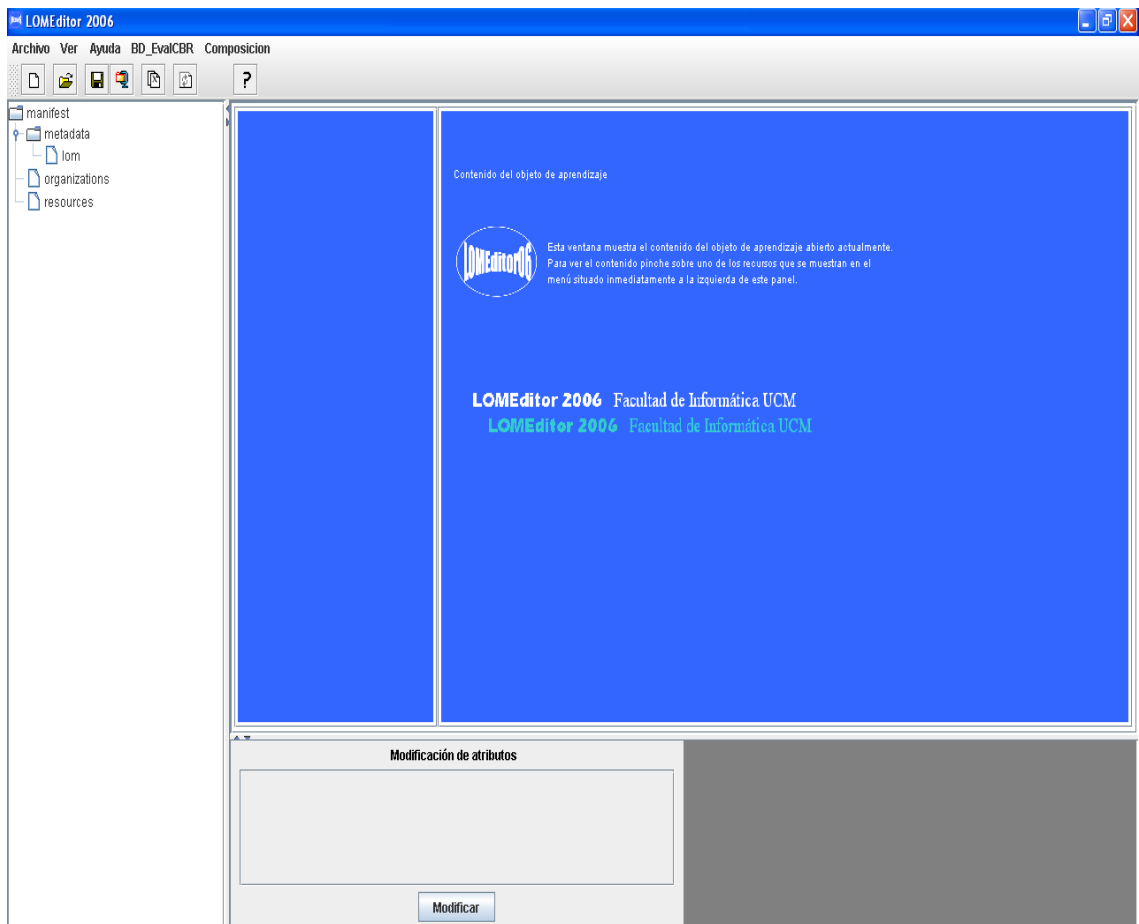 LOMEditor 2006
Archivo Ver Ayuda BD_EvalCBR Composicion
?
manifest
metadata
lom
organizations
resources
Contenido del objeto de aprendizaje
LOMEditor06
Esta ventana muestra el contenido del objeto de aprendizaje abierto actualmente.
Para ver el contenido pinche sobre uno de los recursos que se muestran en el
menú situado inmediatamente a la izquierda de este panel.
LOMEditor 2006 Facultad de Informática UCM
LOMEditor 2006 Facultad de Informática UCM
Modificación de atributos
Modificar